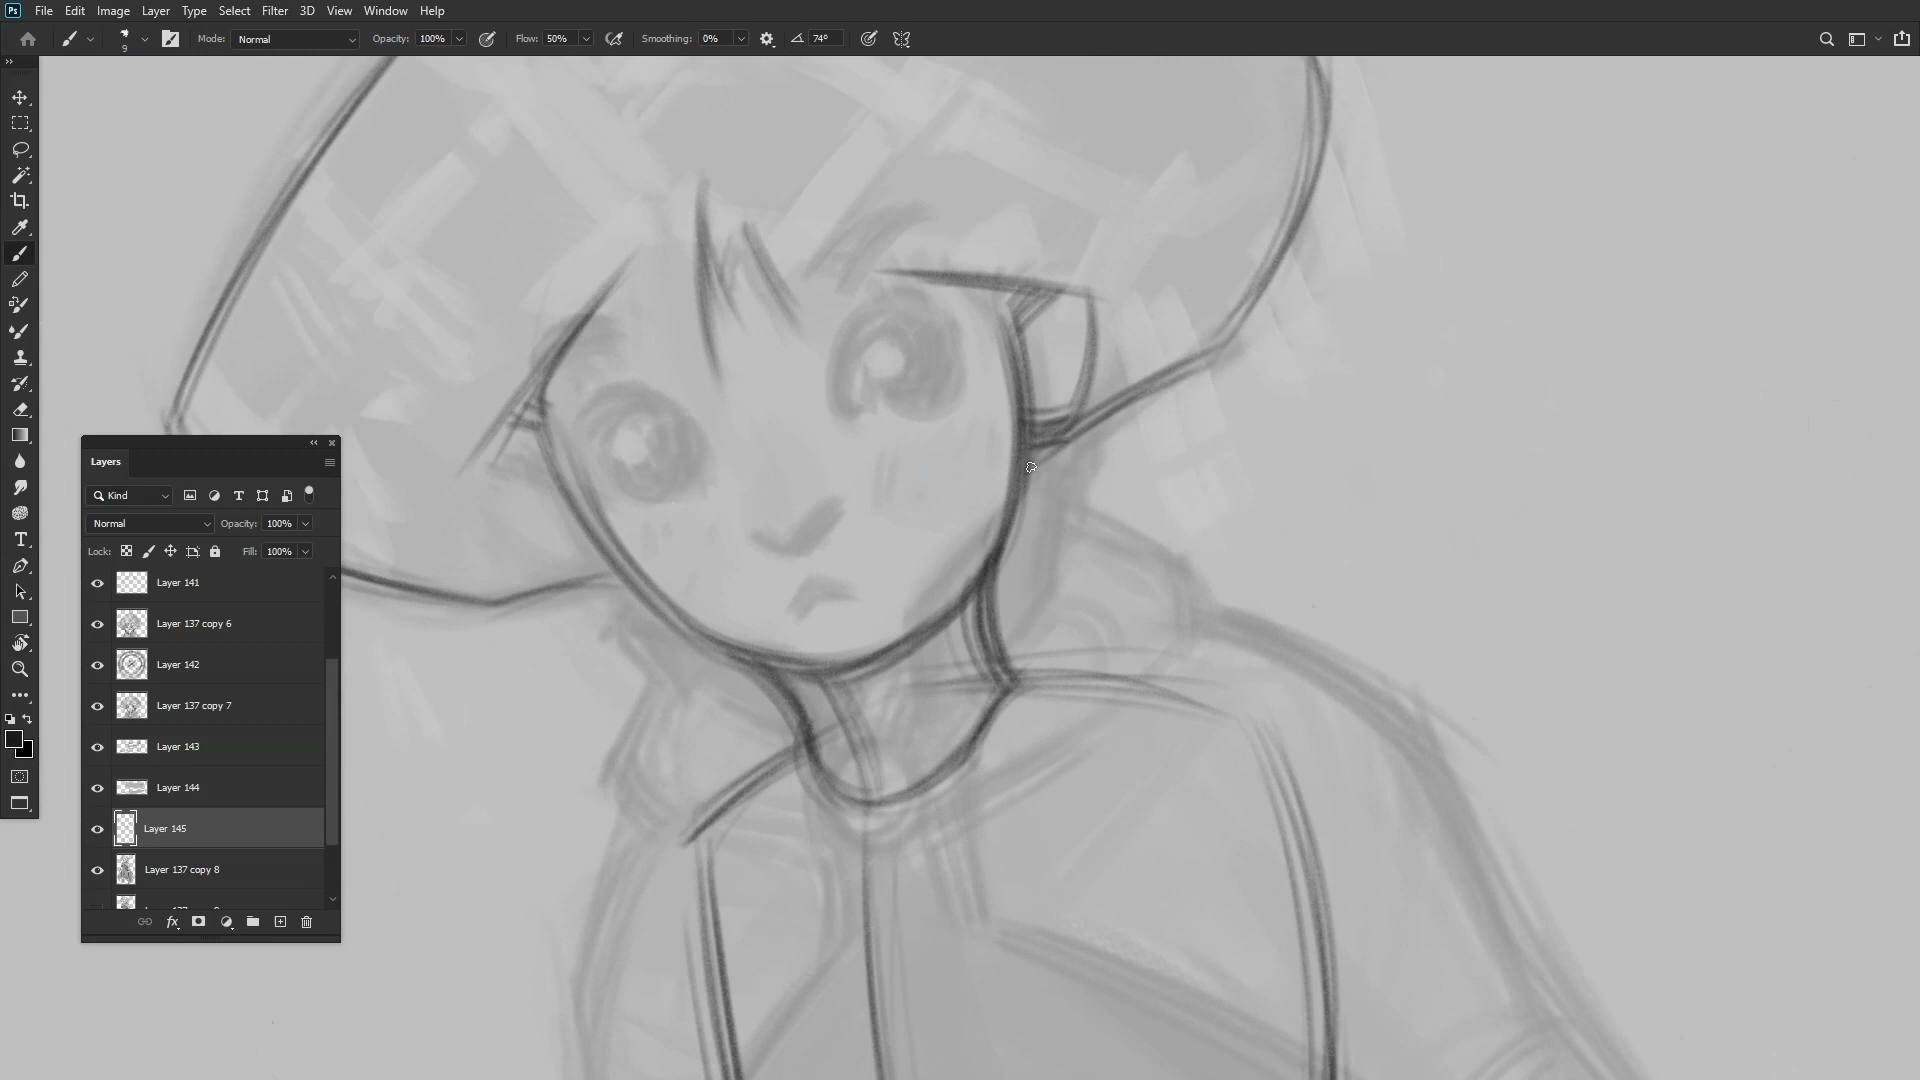 Ps File Edit Image Layer Type Select Filter 3D View Window Help
9 Mode: Normal Opacity: 100% Flow: 50% Smoothing: 0% 74°
Layers
Kind
Normal Opacity: 100%
Lock: Fill: 100%
Layer 141
Layer 137 copy 6
Layer 142
Layer 137 copy 7
Layer 143
Layer 144
Layer 145
Layer 137 copy 8
fx